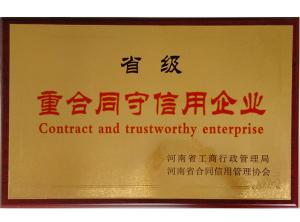 省级
重合同守信用企业
Contract and trustworthy enterprise
河南省工商行政管理局
河南省合同信用管理协会